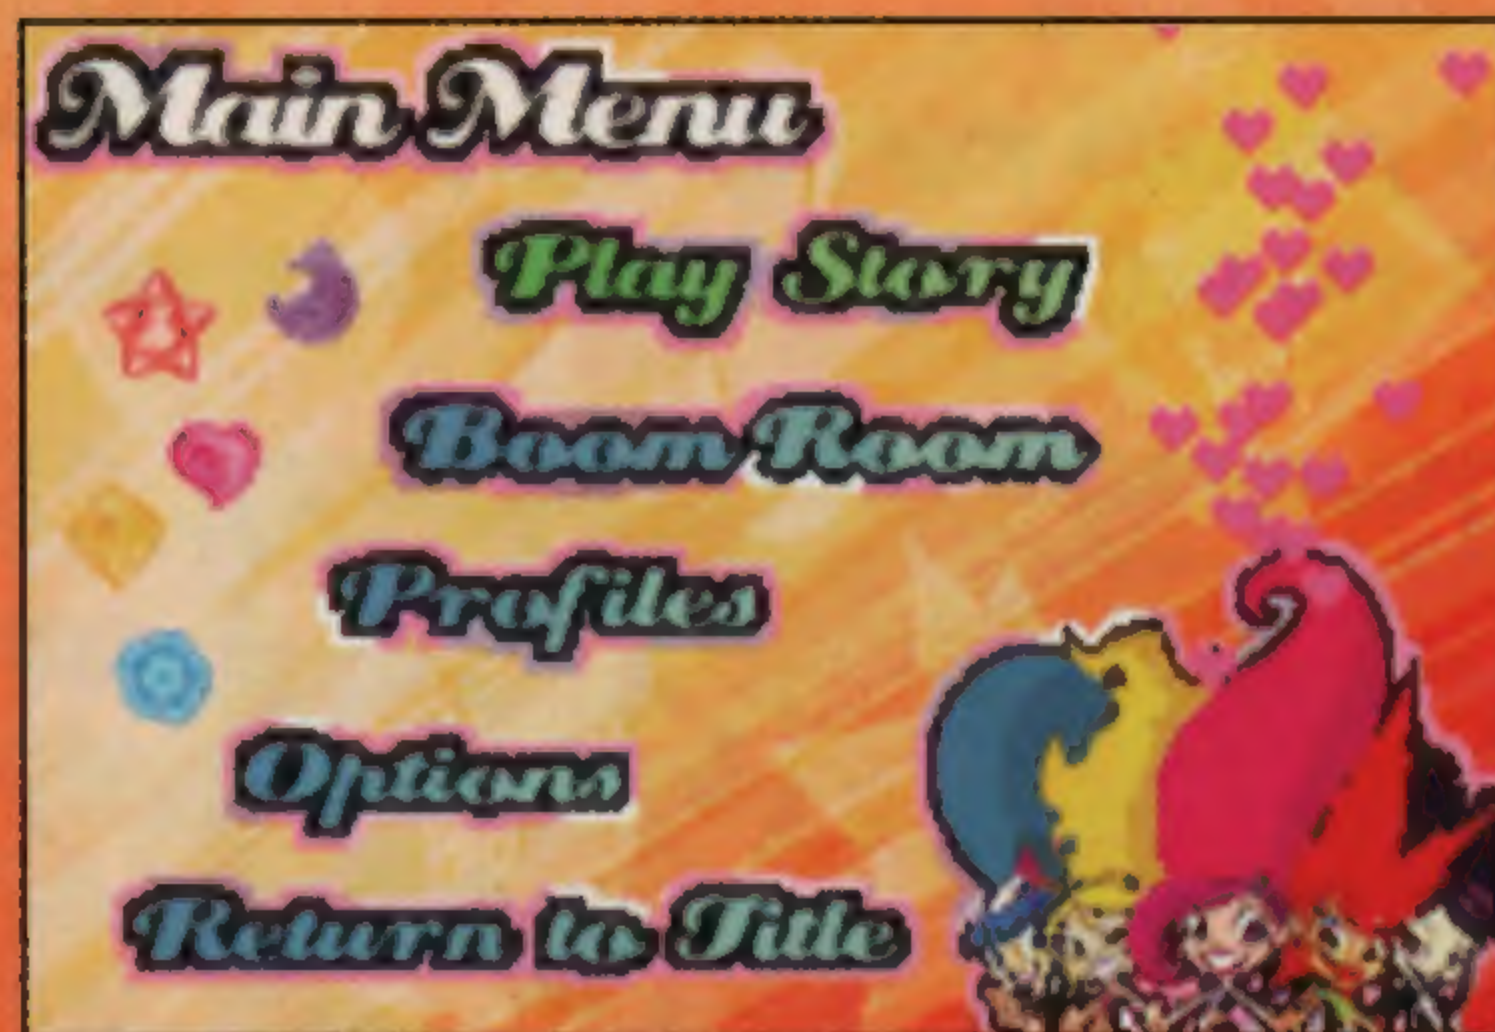 Main Menu
Play Story
Boom Room
Profiles
Options
Return to Title